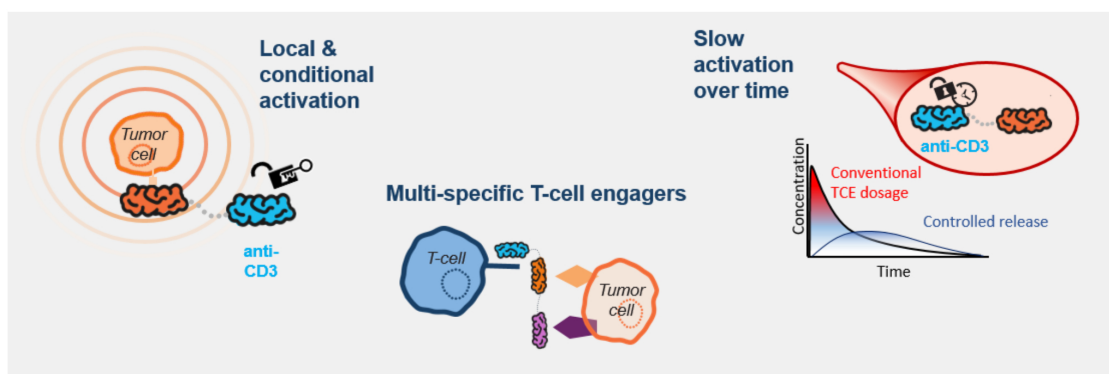 Local &
conditional
activation
Tumor
cell
anti-
CD3
Multi-specific T-cell engagers
T-cell
Tumor
cell
Slow
activation
over time
anti-CD3
Concentration
Conventional
TCE dosage
Controlled release
Time